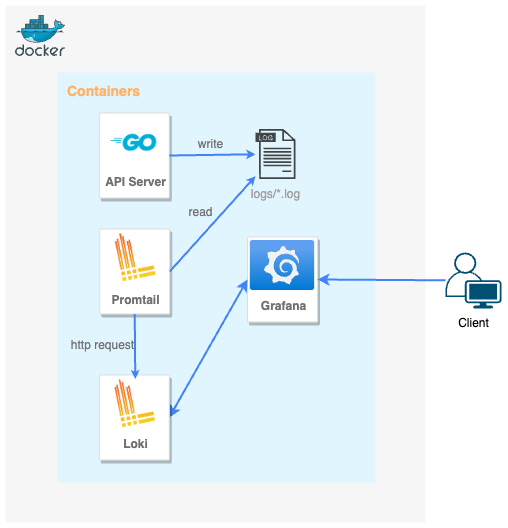 docker
Containers
GO
API Server
write
LOG
logs/*.log
read
Promtail
Grafana
Client
http request
Loki